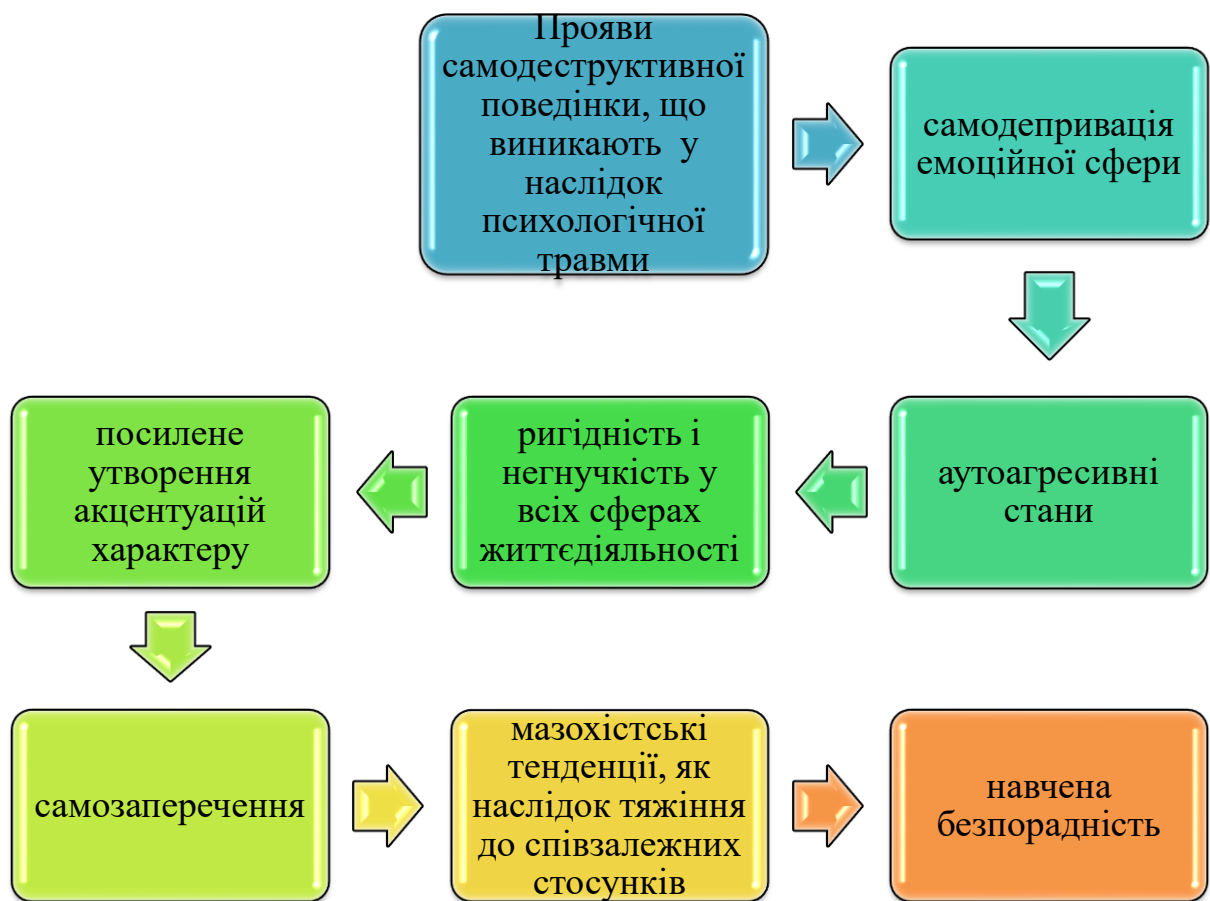 Прояви
самодеструктивної
поведінки, що
виникають у
наслідок
психологічної
травми
самодепривація
емоційної сфери
аутоагресивні
стани
ригідність і
негнучкість у
всіх сферах
життєдіяльності
посилене
утворення
акцентуацій
характеру
самозаперечення
мазохістські
тенденції, як
наслідок тяжіння
до співзалежних
стосунків
навчена
безпорадність